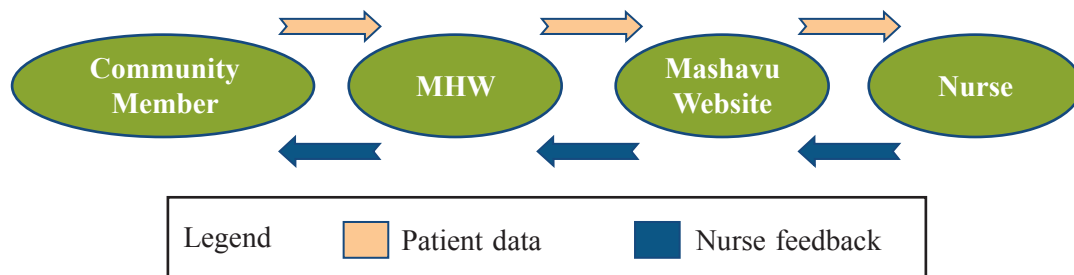 Community
Member
MHW
Mashavu
Website
Nurse
Legend
Patient data
Nurse feedback